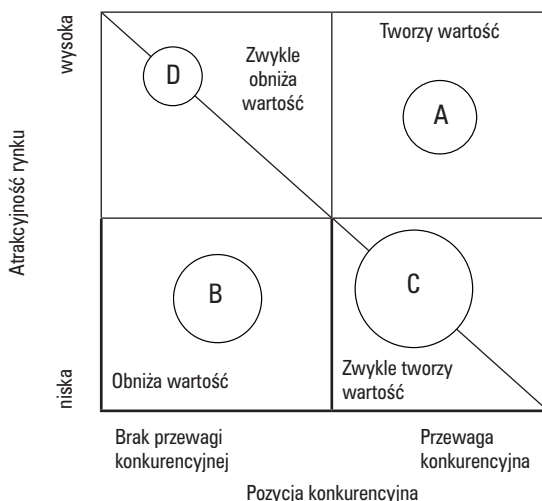 wysoka
Atrakcyjność rynku
niska
D
Zwykle
obniża
wartość
Tworzy wartość
A
B
Obniża wartość
C
Zwykle tworzy
wartość
Brak przewagi
konkurencyjnej
Przewaga
konkurencyjna
Pozycja konkurencyjna